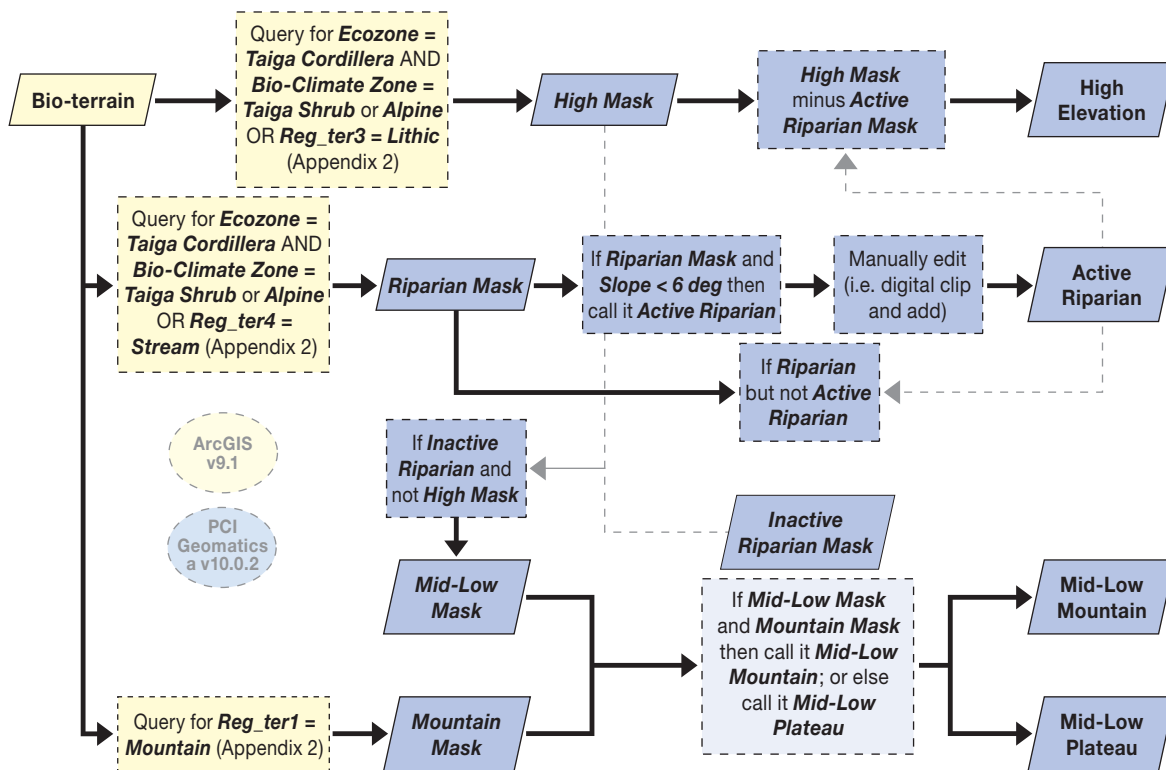 Bio-terrain
Query for Ecozone =
Taiga Cordillera AND
Bio-Climate Zone =
Taiga Shrub or Alpine
OR Reg_ter3 = Lithic
(Appendix 2)
High Mask
High Mask
minus Active
Riparian Mask
High
Elevation
Query for Ecozone =
Taiga Cordillera AND
Bio-Climate Zone =
Taiga Shrub or Alpine
OR Reg_ter4 =
Stream (Appendix 2)
Riparian Mask
If Riparian Mask and
Slope < 6 deg then
call it Active Riparian
Manually edit
(i.e. digital clip
and add)
Active
Riparian
If Riparian
but not Active
Riparian
ArcGIS
v9.1
PCI
Geomatics
a v10.0.2
If Inactive
Riparian and
not High Mask
Inactive
Riparian Mask
Mid-Low
Mask
If Mid-Low Mask
and Mountain Mask
then call it Mid-Low
Mountain; or else
call it Mid-Low
Plateau
Mid-Low
Mountain
Query for Reg_ter1 =
Mountain (Appendix 2)
Mountain
Mask
Mid-Low
Plateau